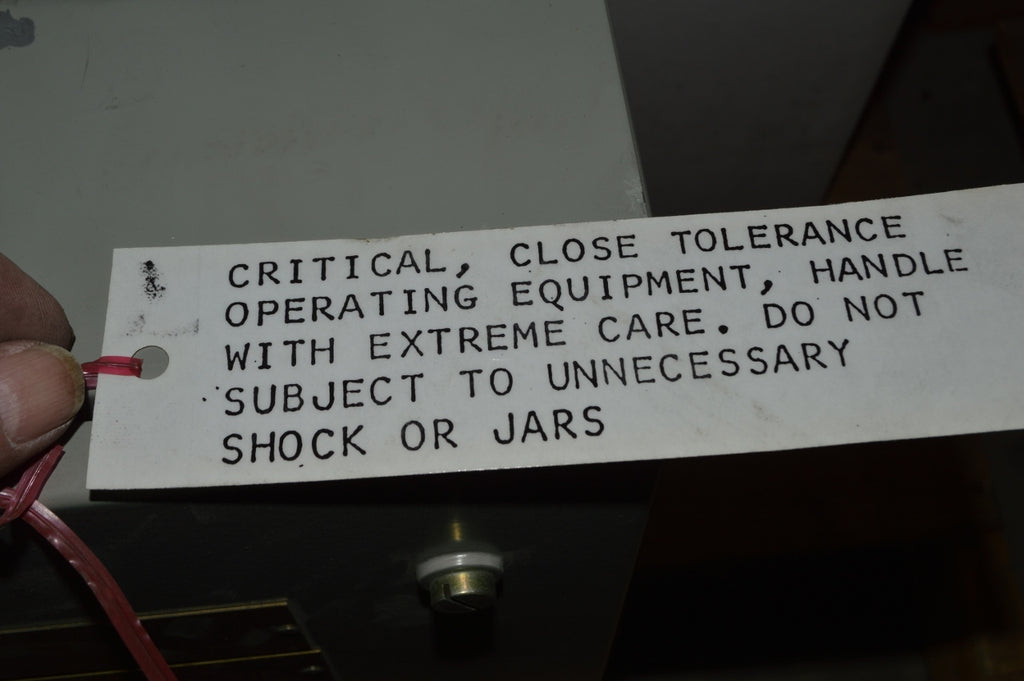 CRITICAL, CLOSE TOLERANCE
OPERATING EQUIPMENT, HANDLE
WITH EXTREME CARE. DO NOT
SUBJECT TO UNNECESSARY
SHOCK OR JARS